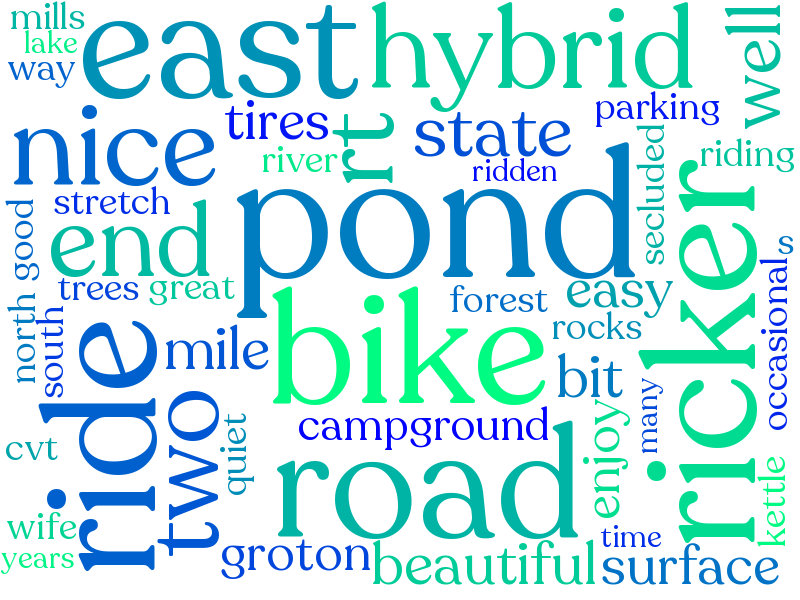 mills
east
hybrid
well
lake
way
nice
tires
rt
state
parking
river
ridden
secluded
riding
stretch
end
pond
ricker
good
trees
great
forest
easy
s
north
south
ride
mile
bike
rocks
occasional
two
bit
many
campground
enjoy
quiet
cvt
road
kettle
wife
years
groton
beautiful
time
surface